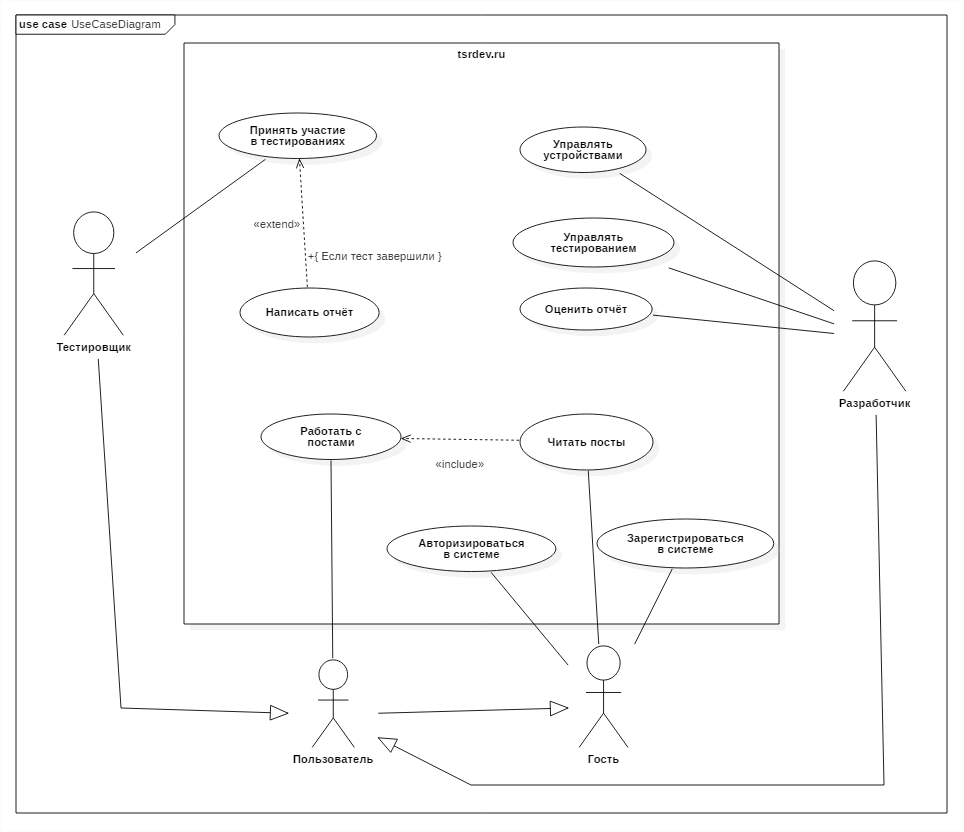 use case UseCaseDiagram
tsrdev.ru
Принять участие
в тестированиях
Управлять
устройствами
«extend»
+{ Если тест завершили }
Управлять
тестированием
Написать отчёт
Оценить отчёт
Тестировщик
Разработчик
Работать с
постами
Читать посты
«include»
Авторизироваться
в системе
Зарегистрироваться
в системе
Пользователь
Гость